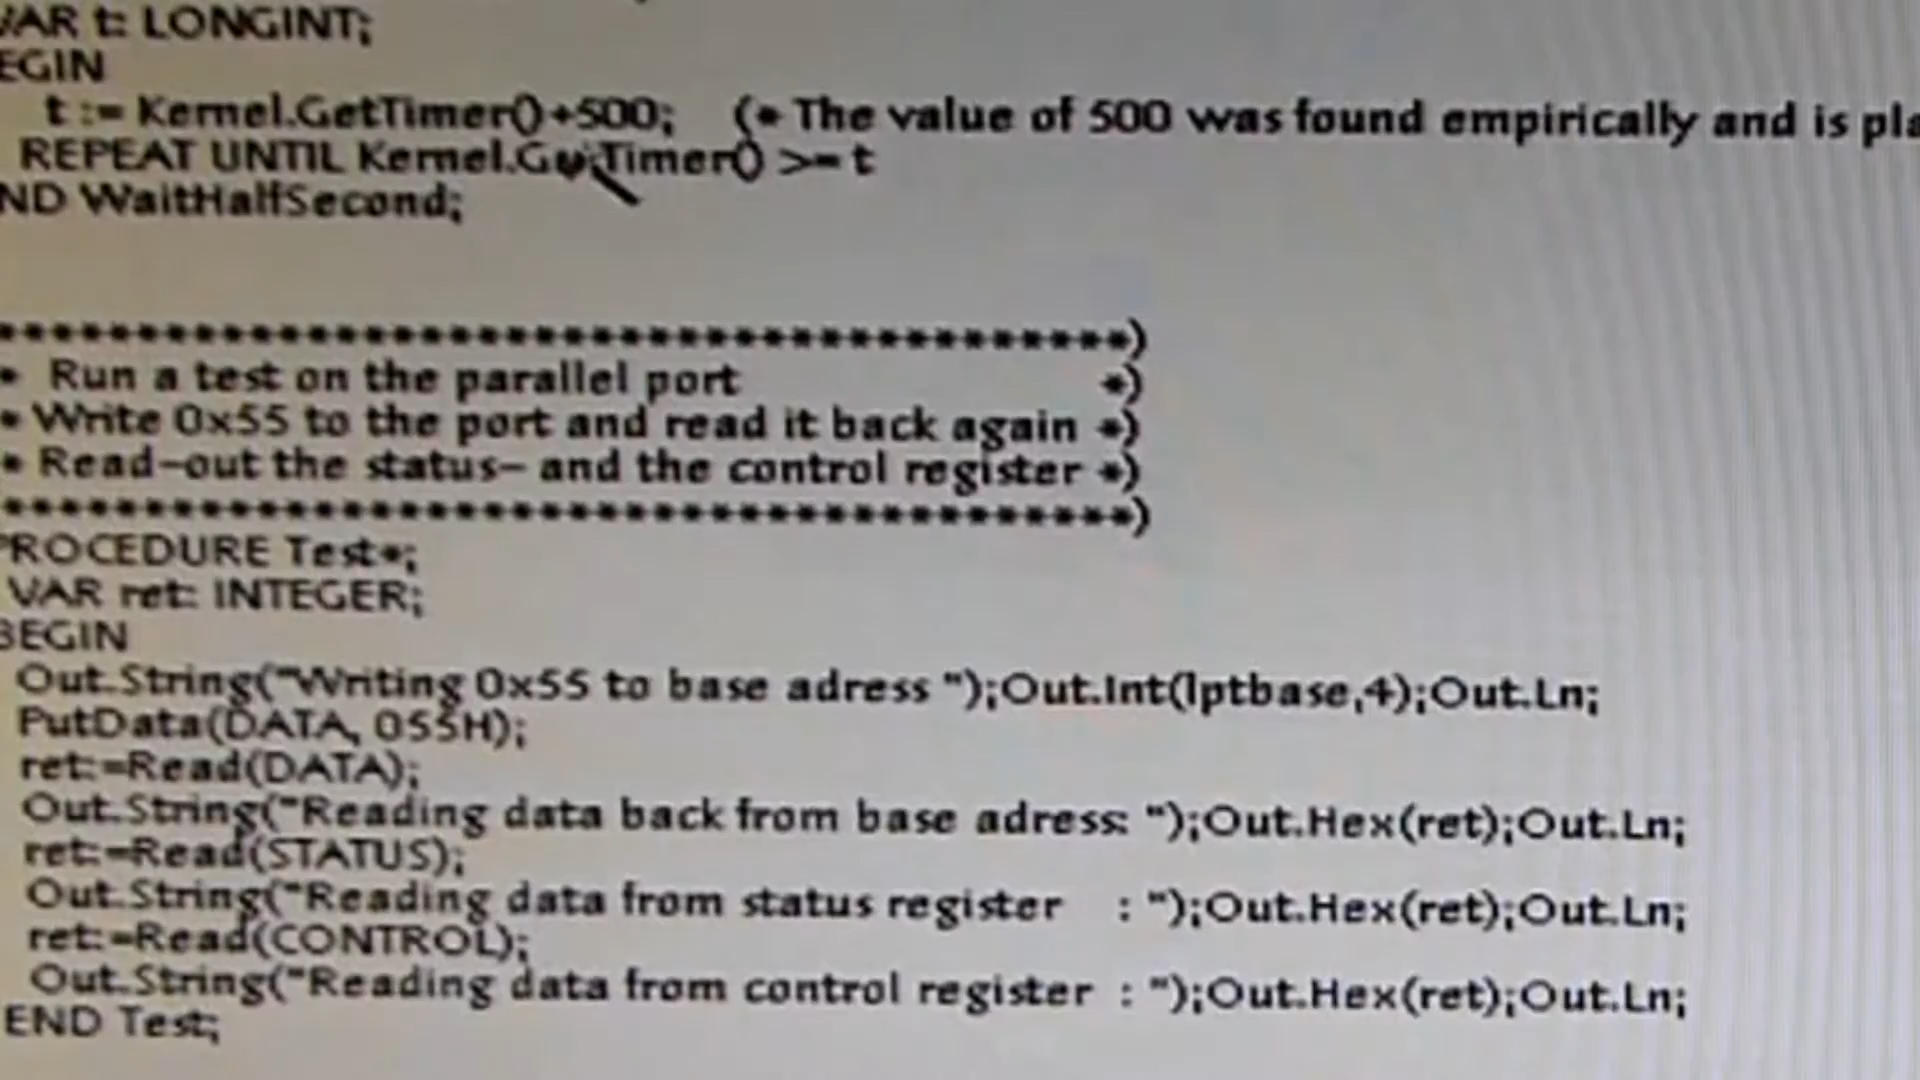 VAR t: LONGINT;
EGIN
t := Kernel.GetTimer()+500; (* The value of 500 was found empirically and is pla
REPEAT UNTIL Kernel.GetTimer() >= t
ND WaitHalfSecond;
*****************************************)
* Run a test on the parallel port *)
* Write 0x55 to the port and read it back again *)
* Read-out the status- and the control register *)
*****************************************)
PROCEDURE Test*;
VAR ret: INTEGER;
BEGIN
Out.String("Writing 0x55 to base adress ");Out.Int(lptbase,4);Out.Ln;
PutData(DATA, 055H);
ret:=Read(DATA);
Out.String("Reading data back from base adress: ");Out.Hex(ret);Out.Ln;
ret:=Read(STATUS);
Out.String("Reading data from status register : ");Out.Hex(ret);Out.Ln;
ret:=Read(CONTROL);
Out.String("Reading data from control register : ");Out.Hex(ret);Out.Ln;
END Test;